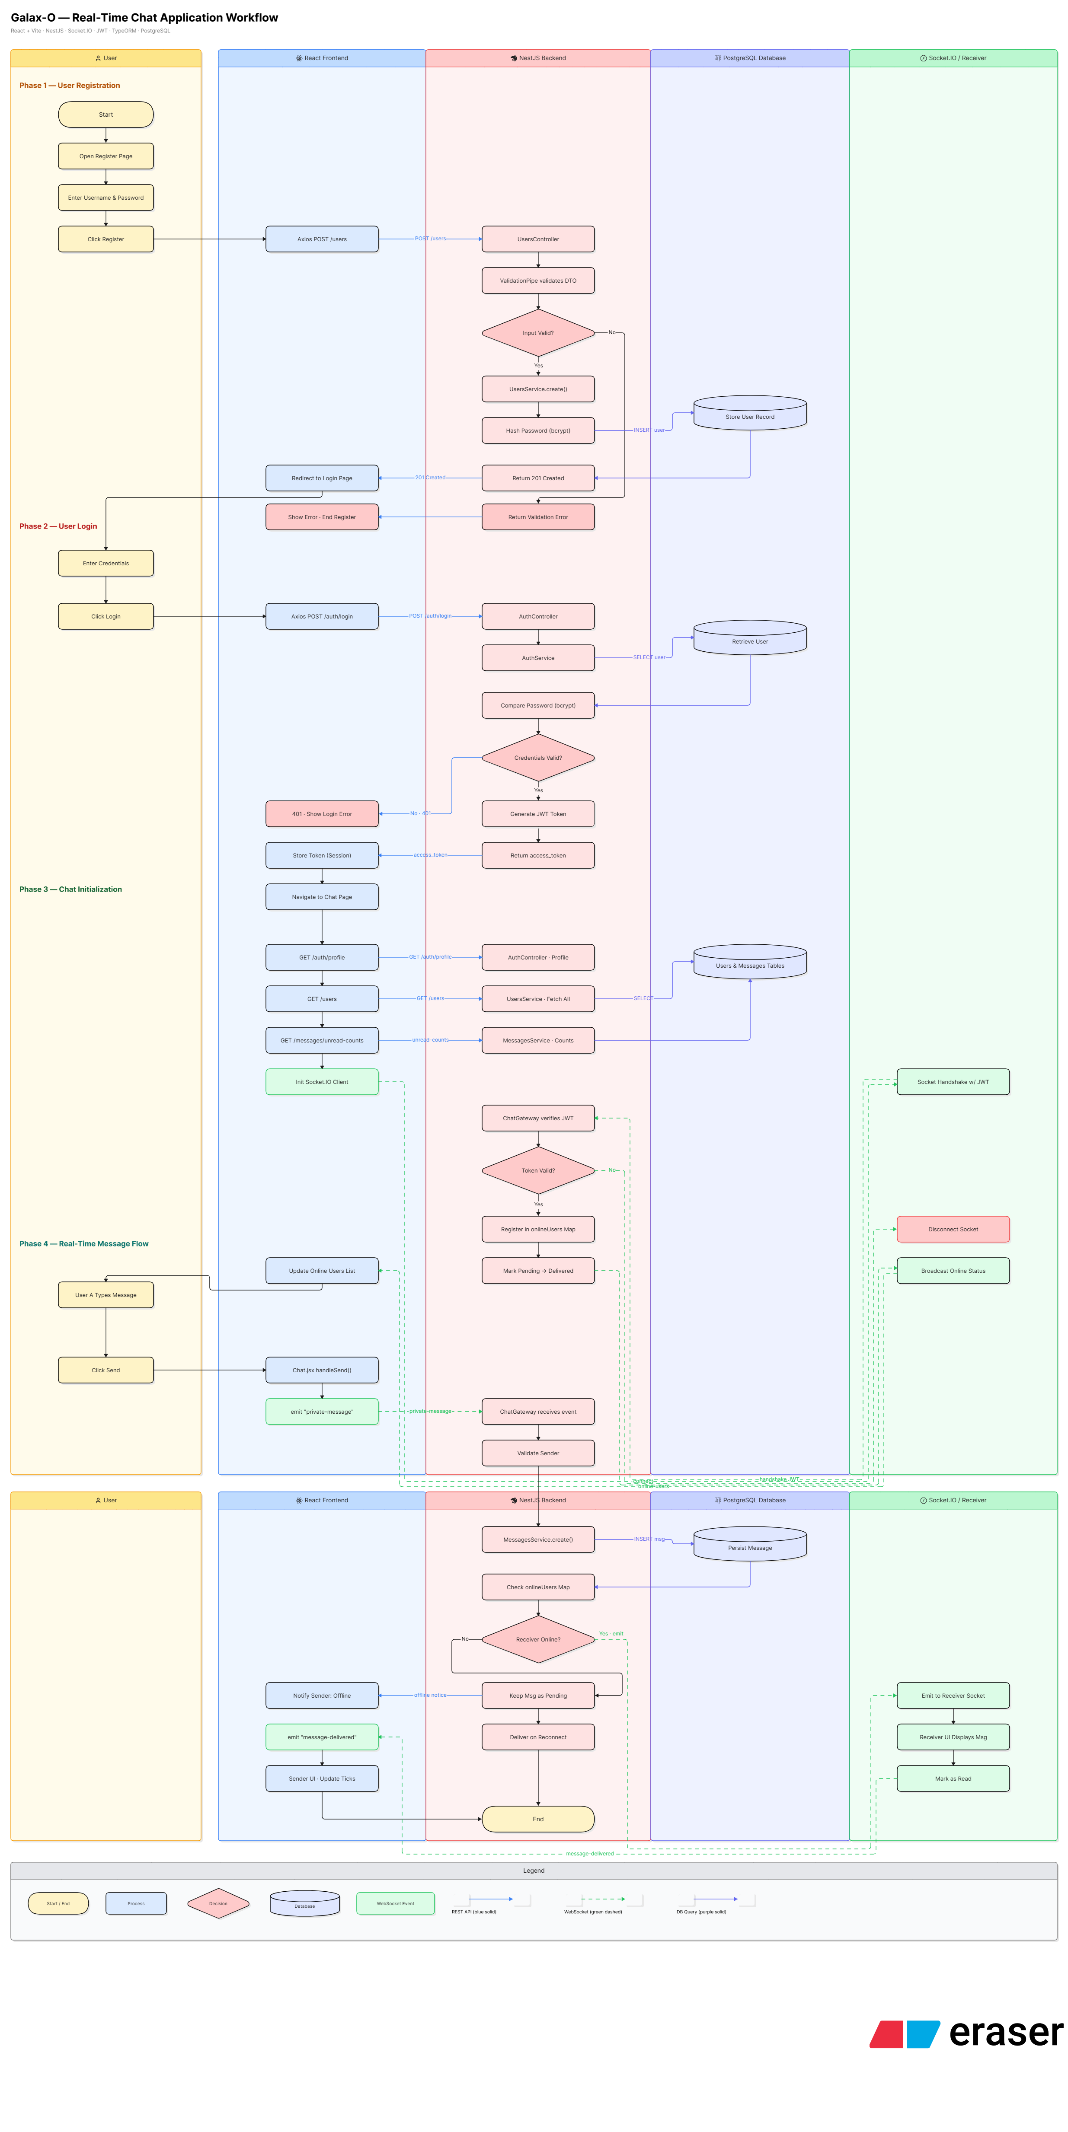 Galax-O — Real-Time Chat Application Workflow
React + Vite · NestJS · Socket.IO · JWT · TypeORM · PostgreSQL
User
React Frontend
NestJS Backend
PostgreSQL Database
Socket.IO / Receiver
Phase 1 — User Registration
Start
Open Register Page
Enter Username & Password
Click Register
Axios POST /users
POST /users
UsersController
ValidationPipe validates DTO
Input Valid?
No
Yes
UsersService.create()
Hash Password (bcrypt)
INSERT user
Store User Record
Redirect to Login Page
201 Created
Return 201 Created
Show Error · End Register
Return Validation Error
Phase 2 — User Login
Enter Credentials
Click Login
Axios POST /auth/login
POST /auth/login
AuthController
AuthService
SELECT user
Retrieve User
Compare Password (bcrypt)
Credentials Valid?
Yes
401 · Show Login Error
No · 401
Generate JWT Token
Store Token (Session)
access_token
Return access_token
Phase 3 — Chat Initialization
Navigate to Chat Page
GET /auth/profile
GET /auth/profile
AuthController · Profile
Users & Messages Tables
GET /users
GET /users
UsersService · Fetch All
SELECT
GET /messages/unread-counts
unread-counts
MessagesService · Counts
Init Socket.IO Client
Socket Handshake w/ JWT
ChatGateway verifies JWT
Token Valid?
No
Yes
Register in onlineUsers Map
Disconnect Socket
Phase 4 — Real-Time Message Flow
Update Online Users List
Mark Pending → Delivered
Broadcast Online Status
User A Types Message
Click Send
Chat.jsx handleSend()
emit "private-message"
private-message
ChatGateway receives event
Validate Sender
handshake JWT
User
React Frontend
NestJS Backend
PostgreSQL Database
Socket.IO / Receiver
MessagesService.create()
INSERT msg
Persist Message
Check onlineUsers Map
Receiver Online?
Yes · emit
No
Notify Sender: Offline
offline notice
Keep Msg as Pending
Emit to Receiver Socket
emit "message-delivered"
Deliver on Reconnect
Receiver UI Displays Msg
Sender UI · Update Ticks
Mark as Read
End
message-delivered
Legend
Start / End
Process
Decision
Database
WebSocket Event
REST API (blue solid)
WebSocket (green dashed)
DB Query (purple solid)
eraser